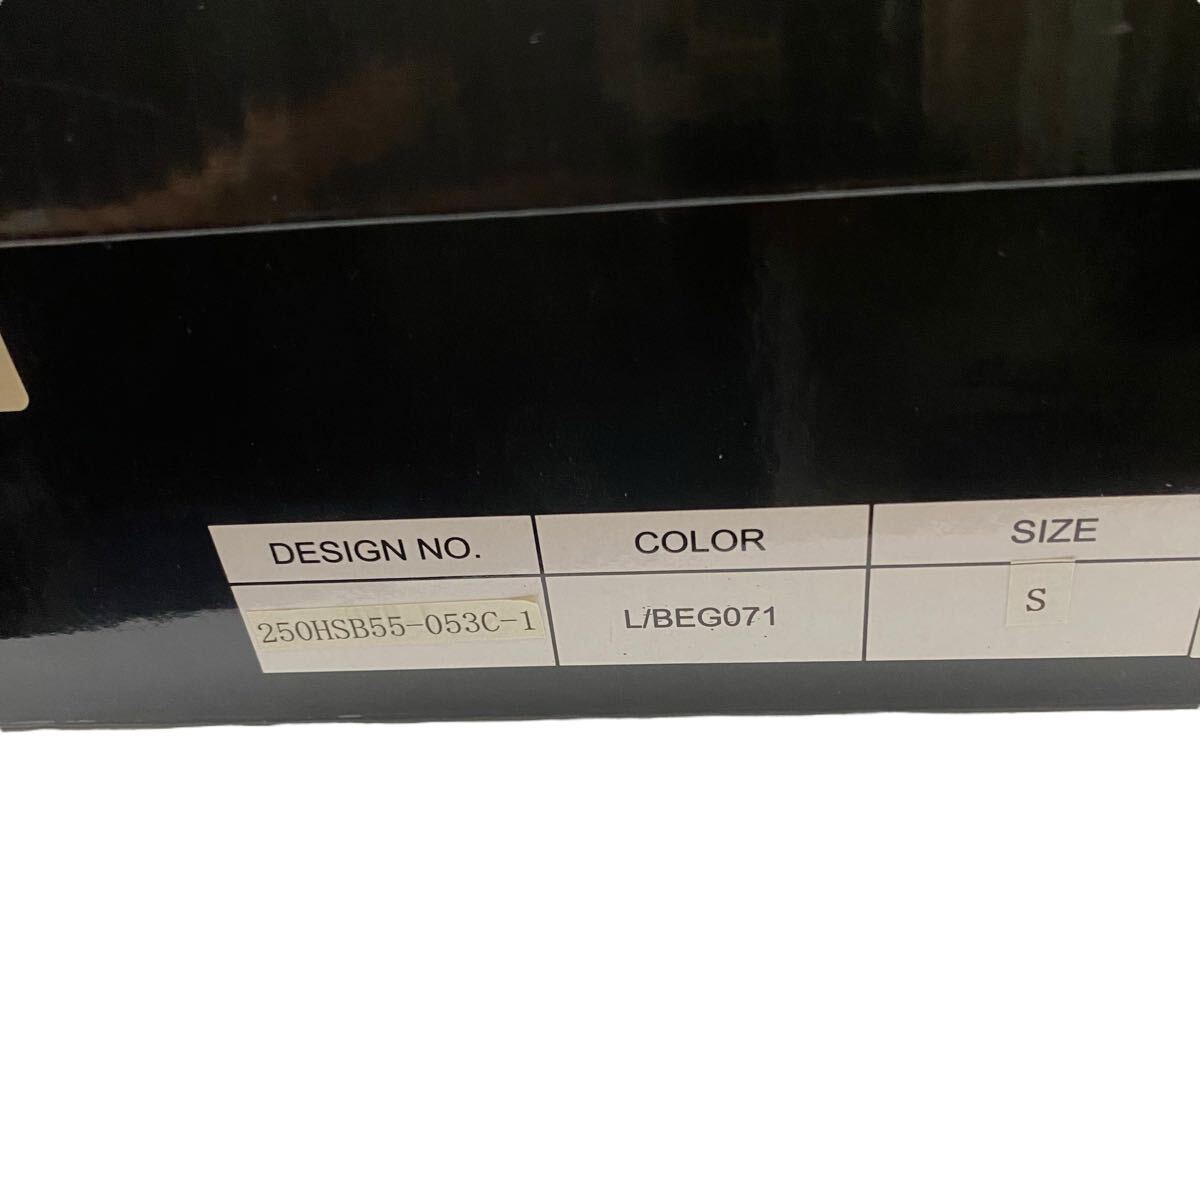 DESIGN NO. COLOR SIZE
250HSB55-053C-1 L/BEG071 S